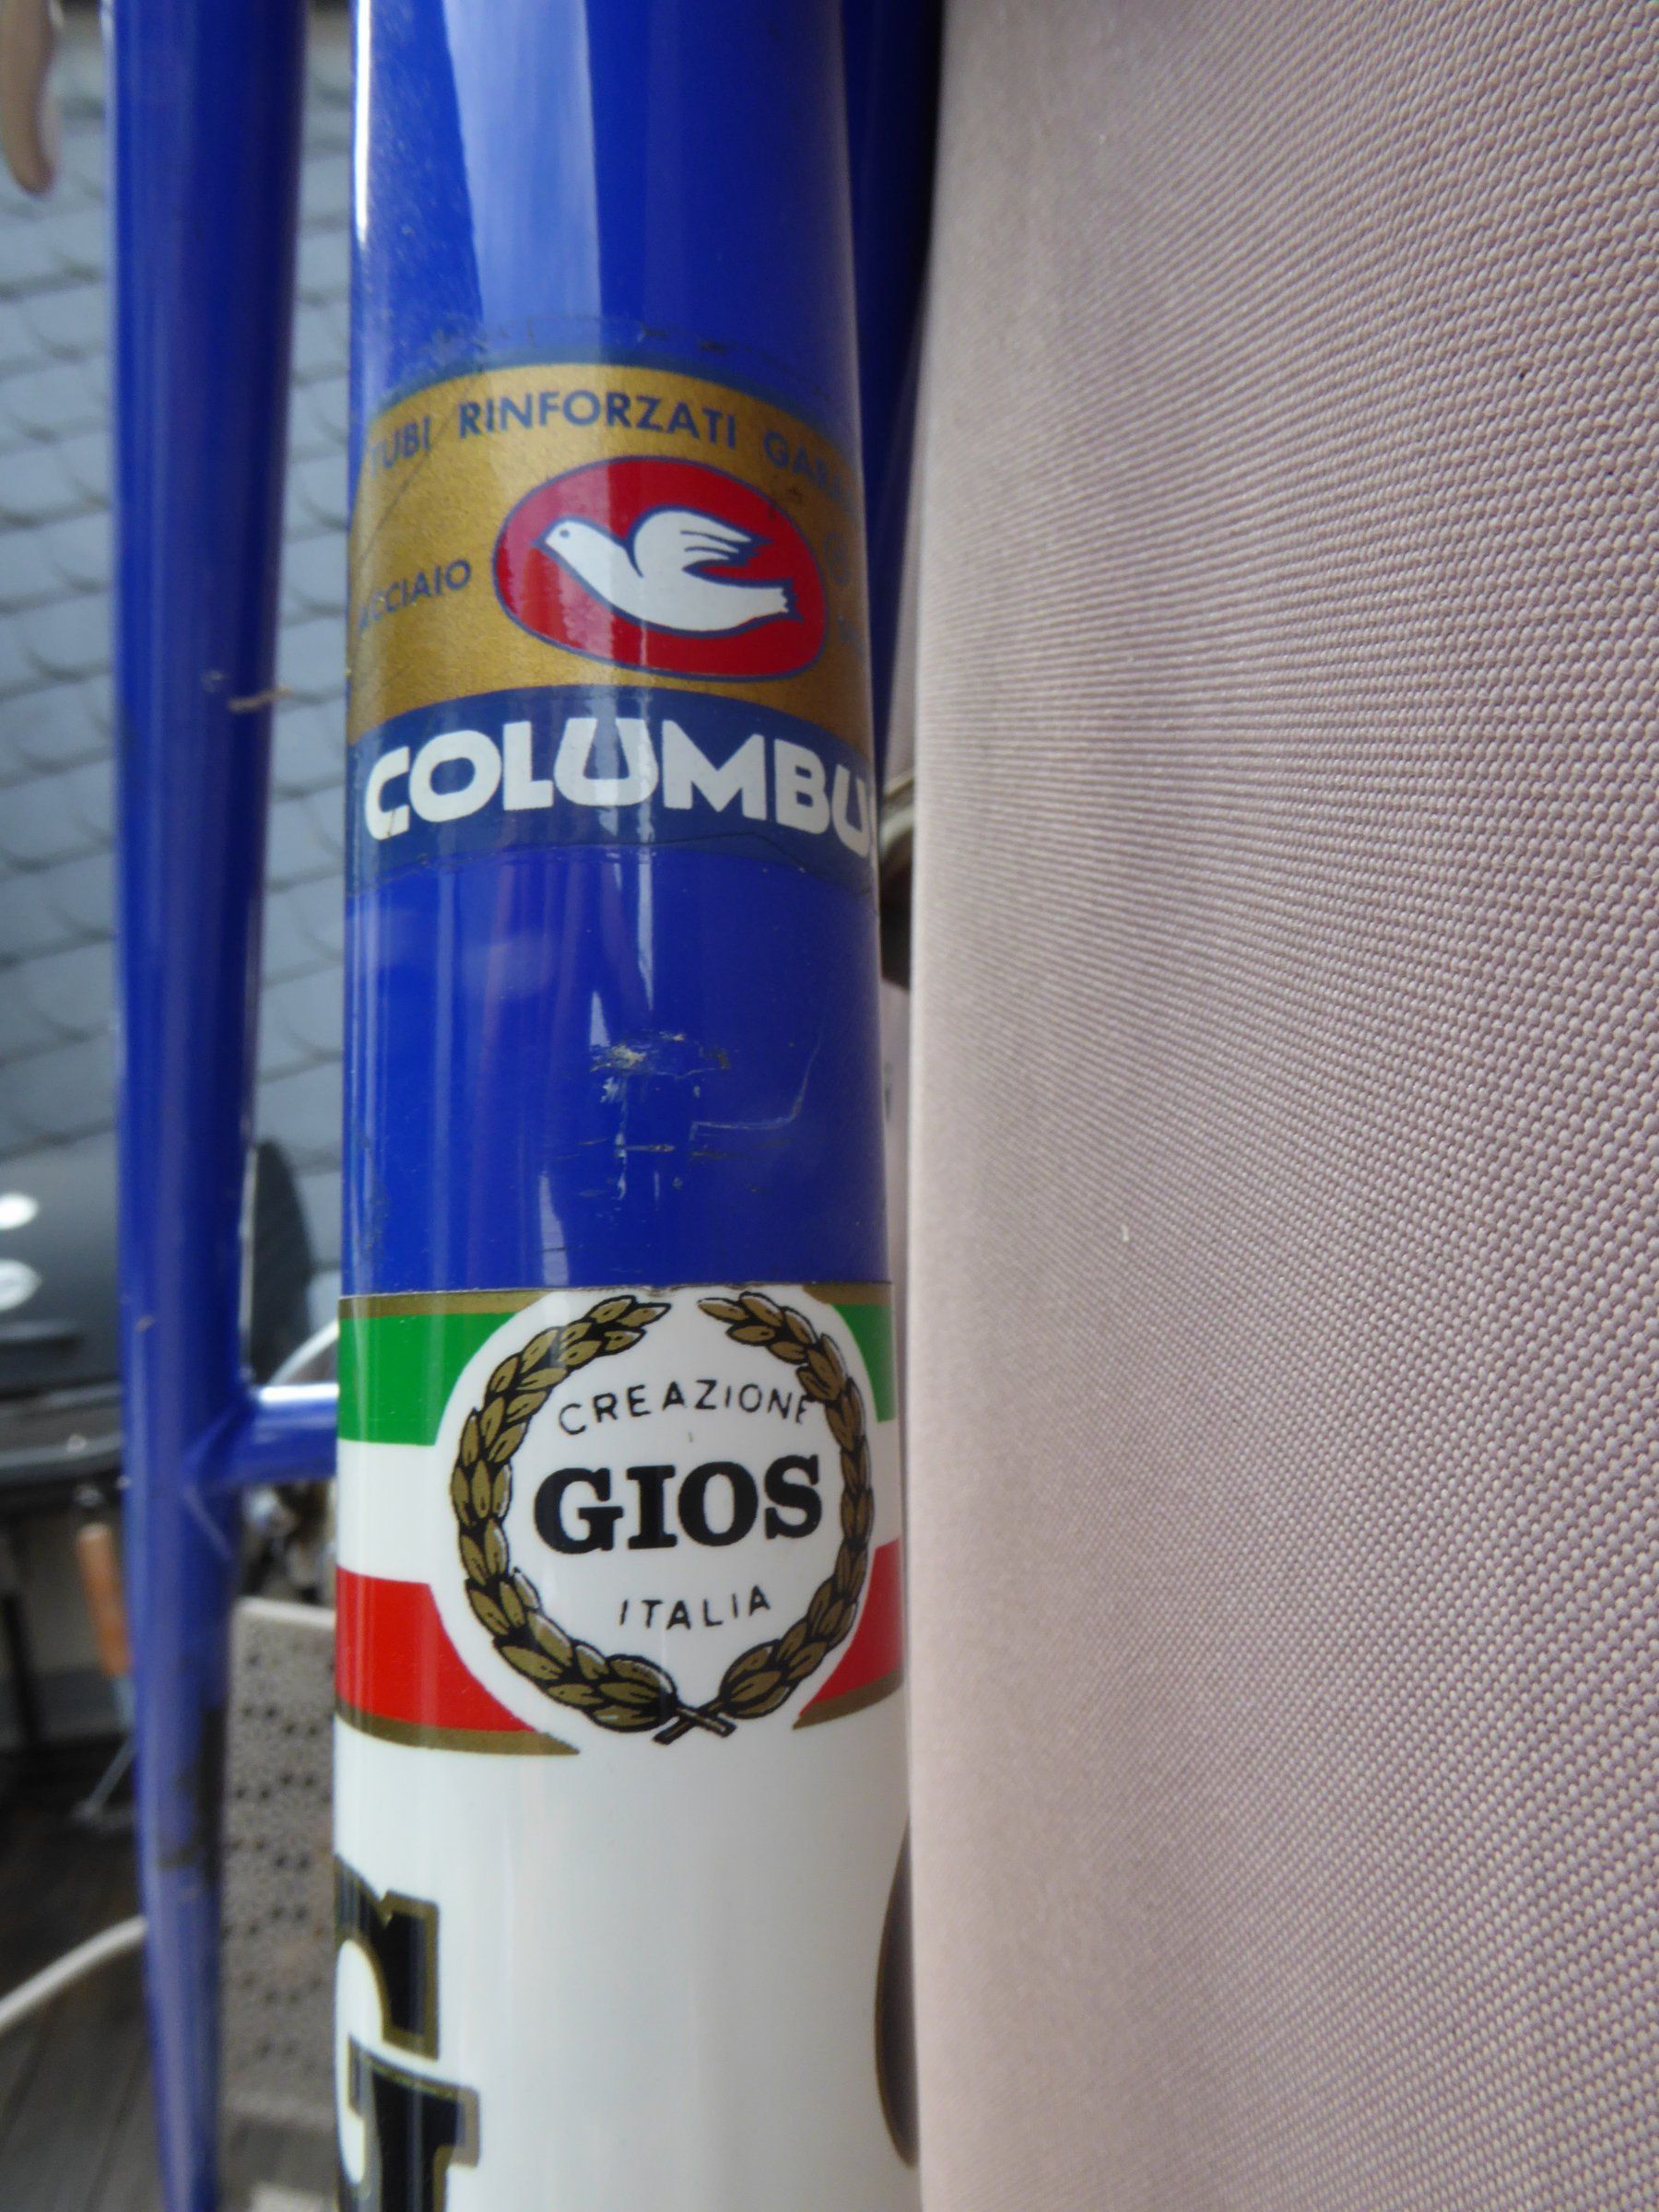 TUBI RINFORZATI
ACCIAIO
COLUMBU
CREAZIONE
GIOS
ITALIA
G